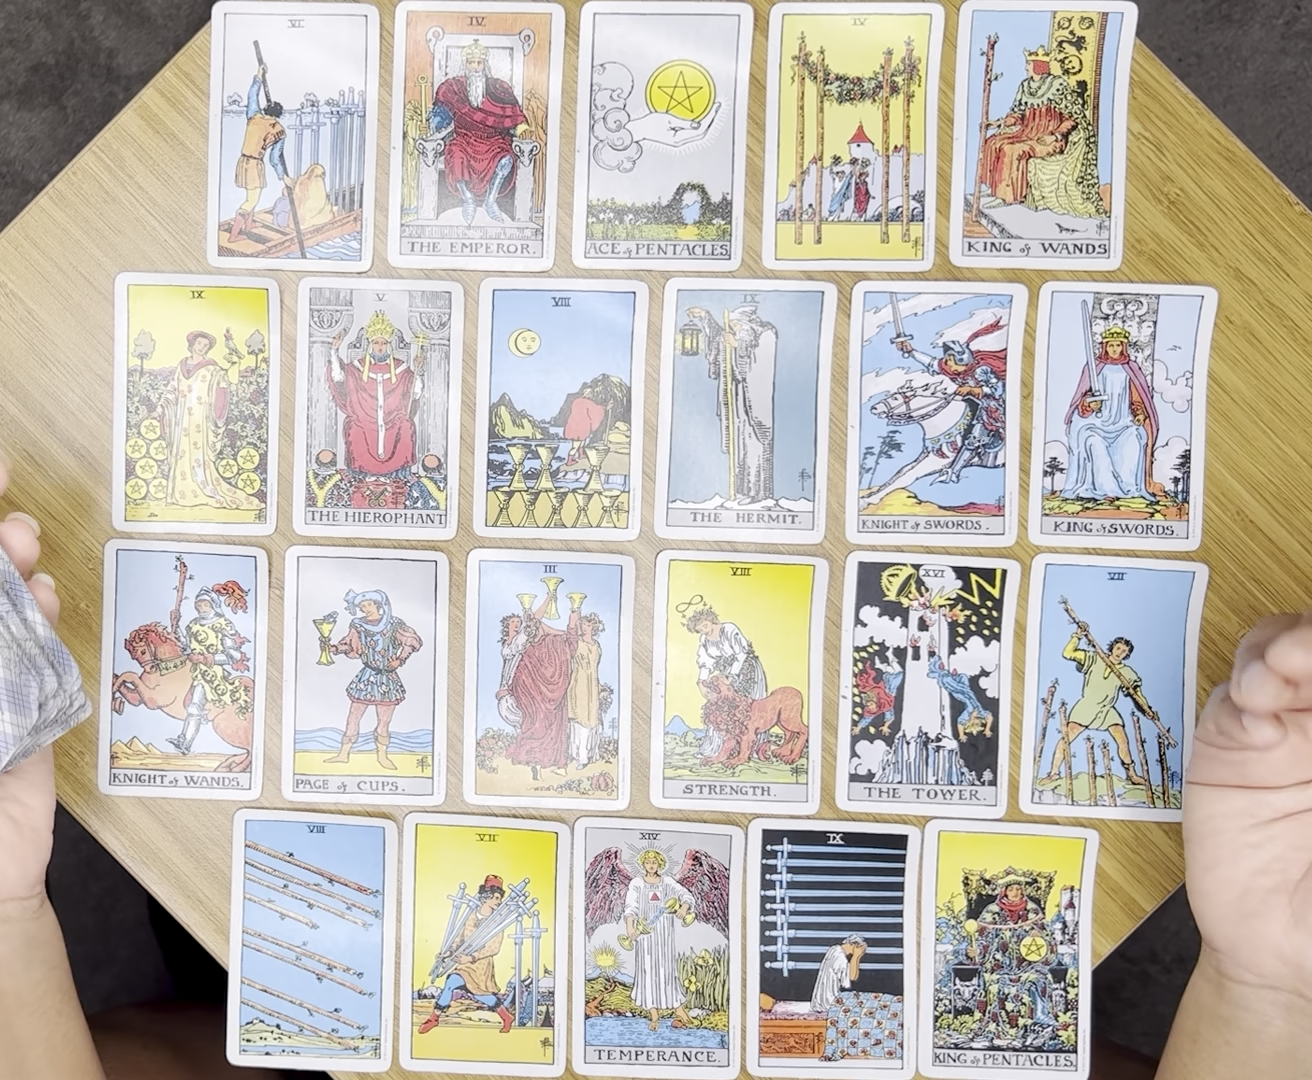 VI
IV
THE EMPEROR.
ACE of PENTACLES.
IV
KING of WANDS
IX
V
THE HIEROPHANT
VIII
IX
THE HERMIT.
KNIGHT of SWORDS.
KING of SWORDS.
KNIGHT of WANDS.
PAGE of CUPS.
III
VIII
STRENGTH.
XVI
THE TOWER.
VII
VIII
VII
XIV
TEMPERANCE.
IX
KING of PENTACLES.